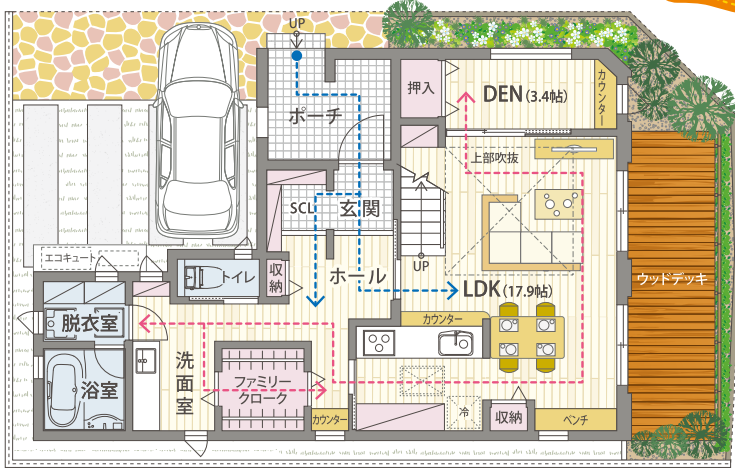 UP
ポーチ
押入
DEN(3.4帖)
カウンター
上部吹抜
SCL
玄関
エコキュート
トイレ
収納
ホール
UP
LDK(17.9帖)
ウッドデッキ
脱衣室
カウンター
洗面室
浴室
ファミリークローク
カウンター
冷
収納
ベンチ